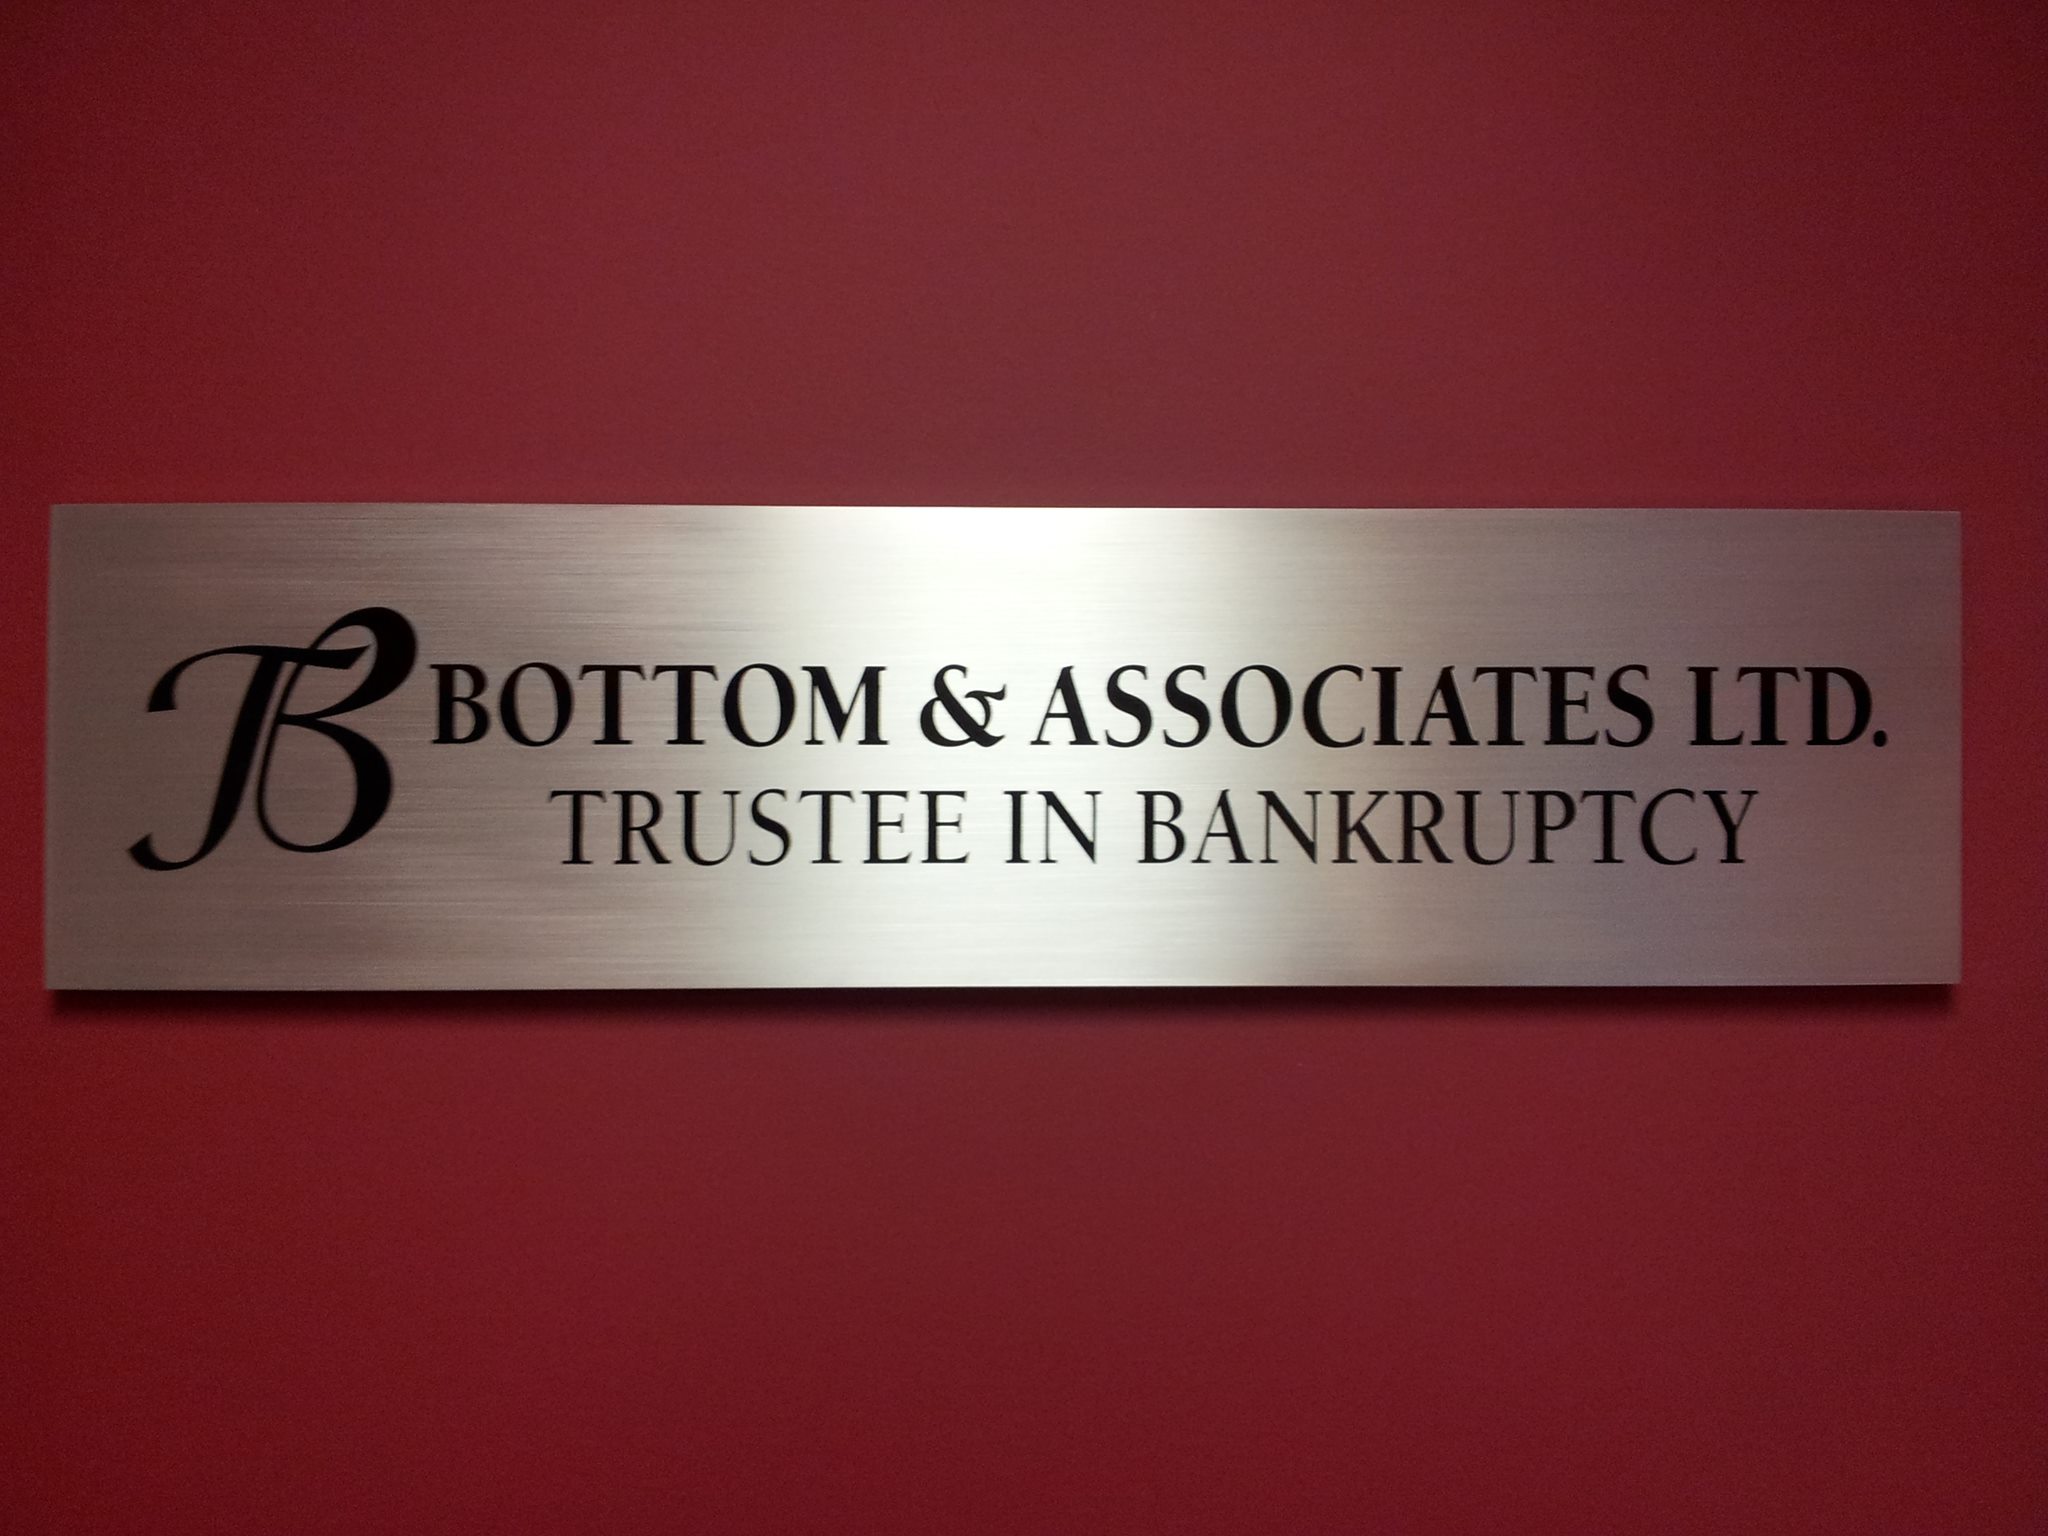 B BOTTOM & ASSOCIATES LTD.
TRUSTEE IN BANKRUPTCY